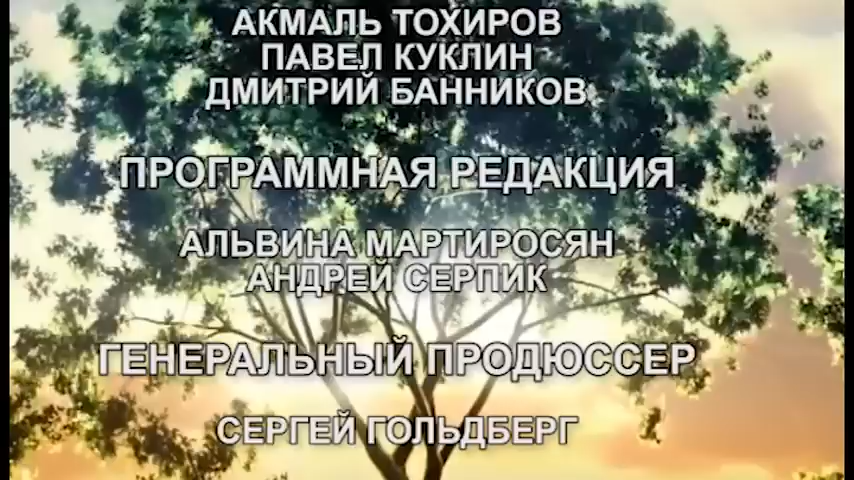 АКМАЛЬ ТОХИРОВ
ПАВЕЛ КУКЛИН
ДМИТРИЙ БАННИКОВ
ПРОГРАММНАЯ РЕДАКЦИЯ
АЛЬВИНА МАРТИРОСЯН
АНДРЕЙ СЕРПИК
ГЕНЕРАЛЬНЫЙ ПРОДЮССЕР
СЕРГЕЙ ГОЛЬДБЕРГ